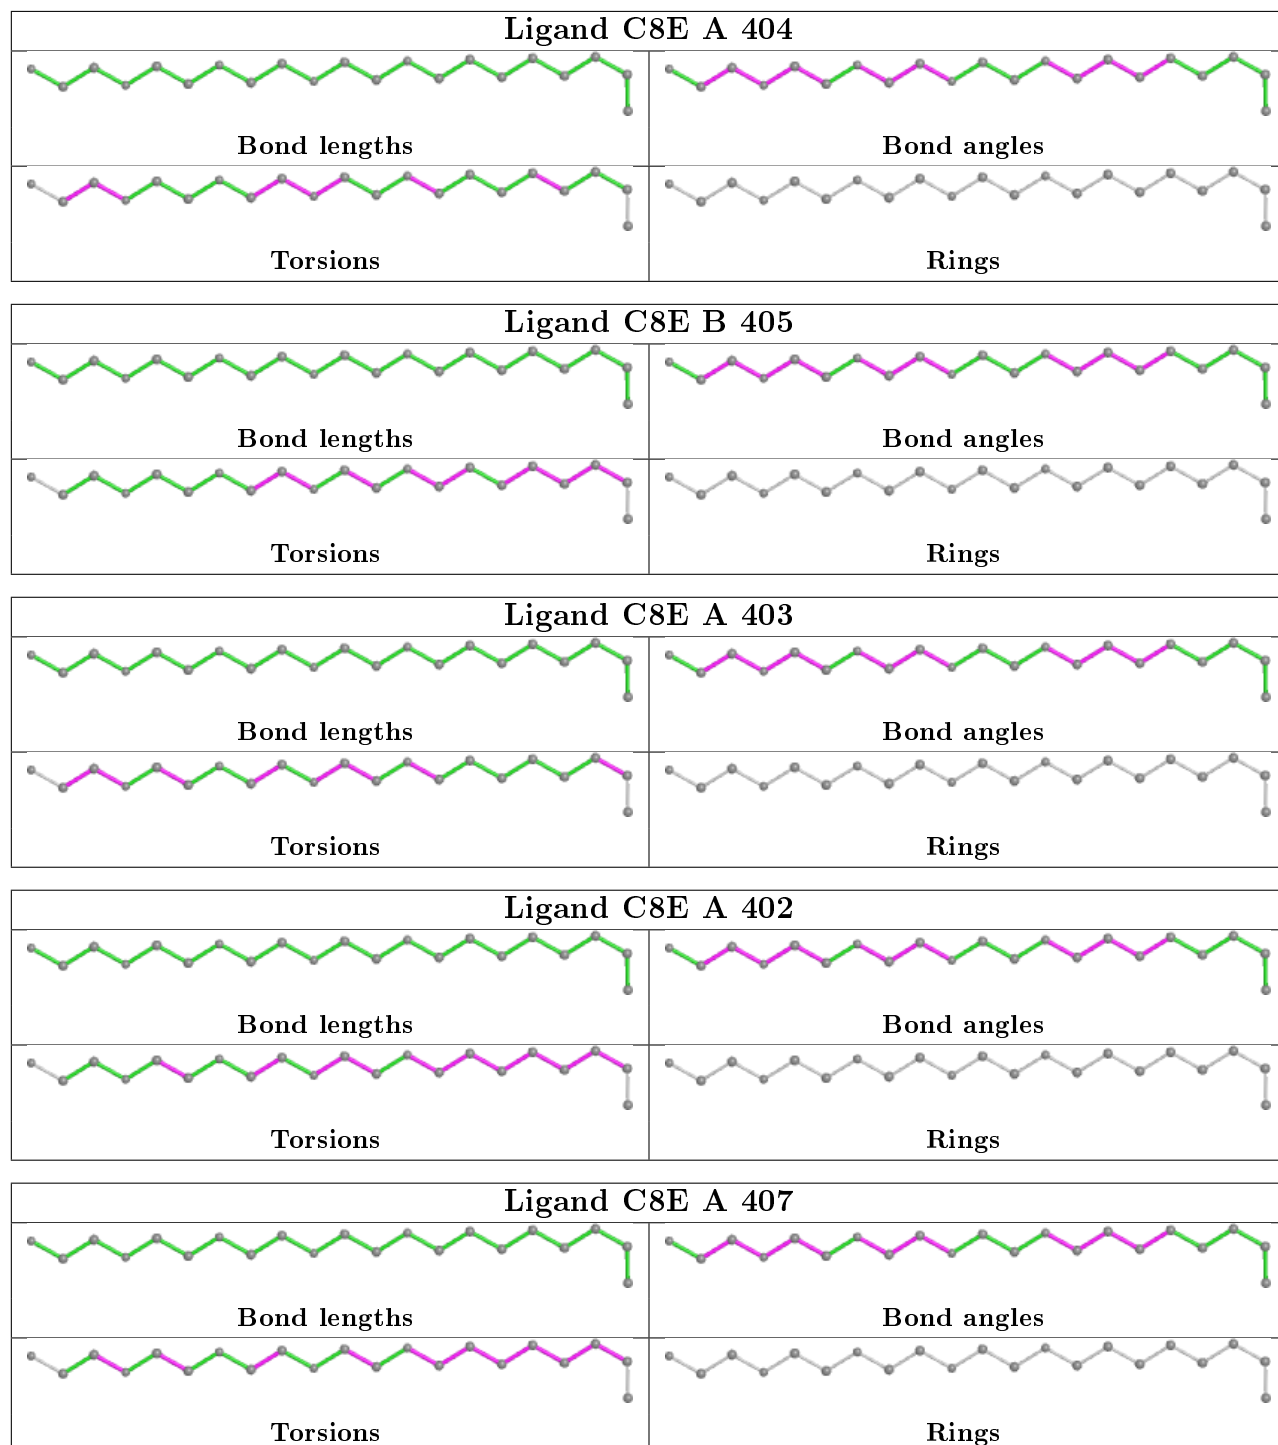 Ligand C8E A 404
Bond lengths
Bond angles
Torsions
Rings
Ligand C8E B 405
Bond lengths
Bond angles
Torsions
Rings
Ligand C8E A 403
Bond lengths
Bond angles
Torsions
Rings
Ligand C8E A 402
Bond lengths
Bond angles
Torsions
Rings
Ligand C8E A 407
Bond lengths
Bond angles
Torsions
Rings